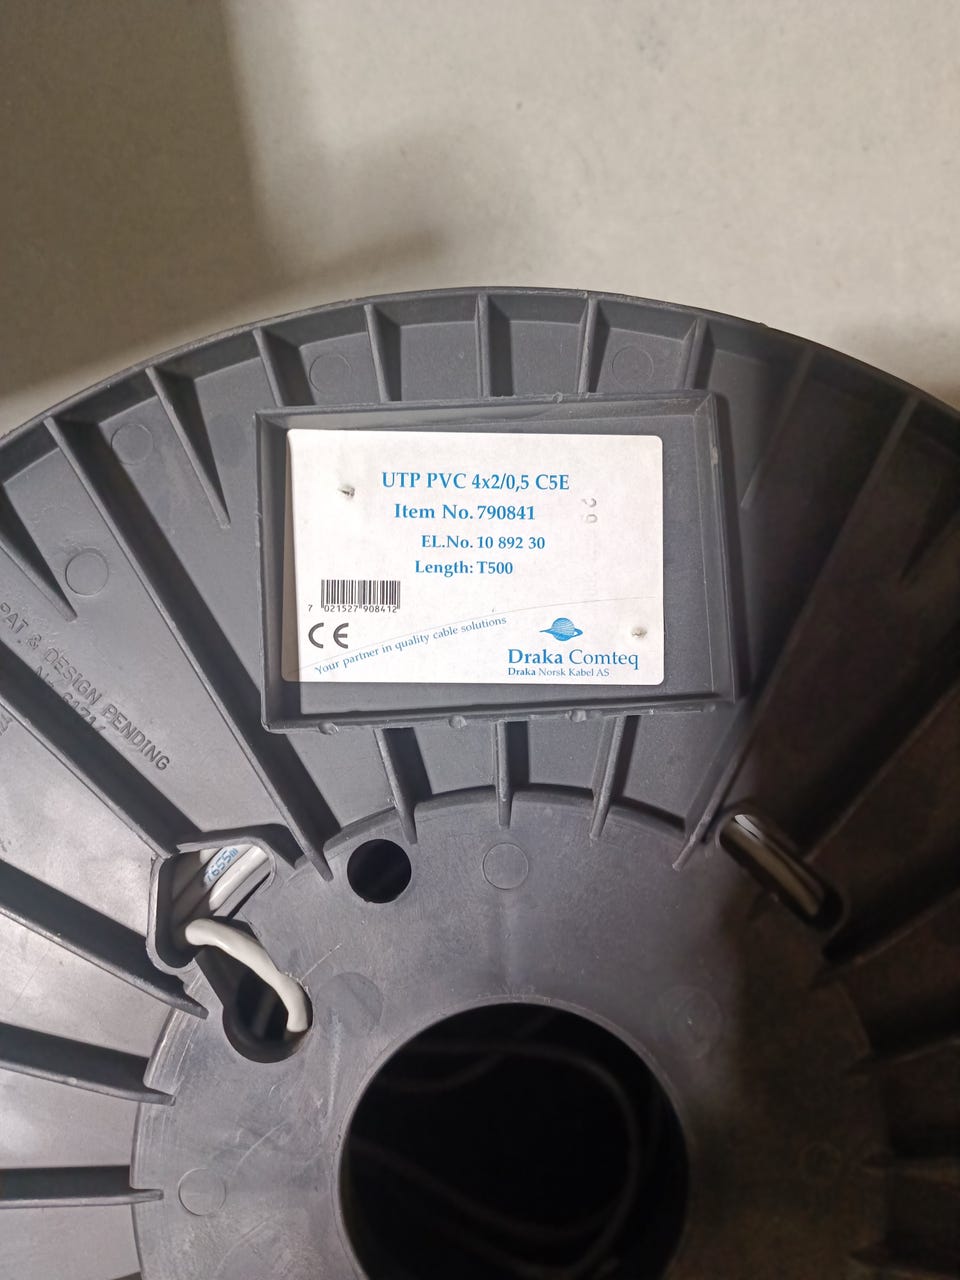 UTP PVC 4x2/0,5 C5E
Item No. 790841
EL.No. 10 892 30
Length: T500
7 021527 908412
CE
Your partner in quality cable solutions
Draka Comteq
Draka Norsk Kabel AS
PAT & DESIGN PENDING